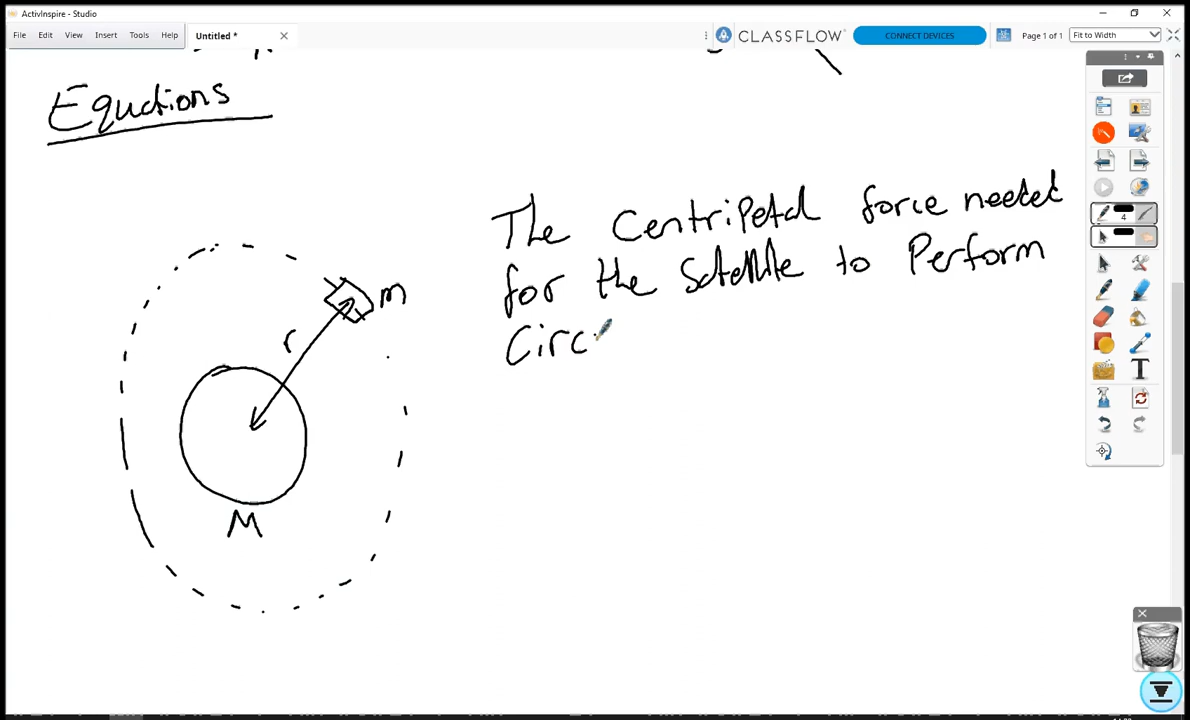 ActivInspire - Studio
File Edit View Insert Tools Help Untitled * CLASSFLOW CONNECT DEVICES Page 1 of 1 Fit to Width
Equations
The Centripetal force needed
for the Satellite to Perform
Circ
m
r
M
4